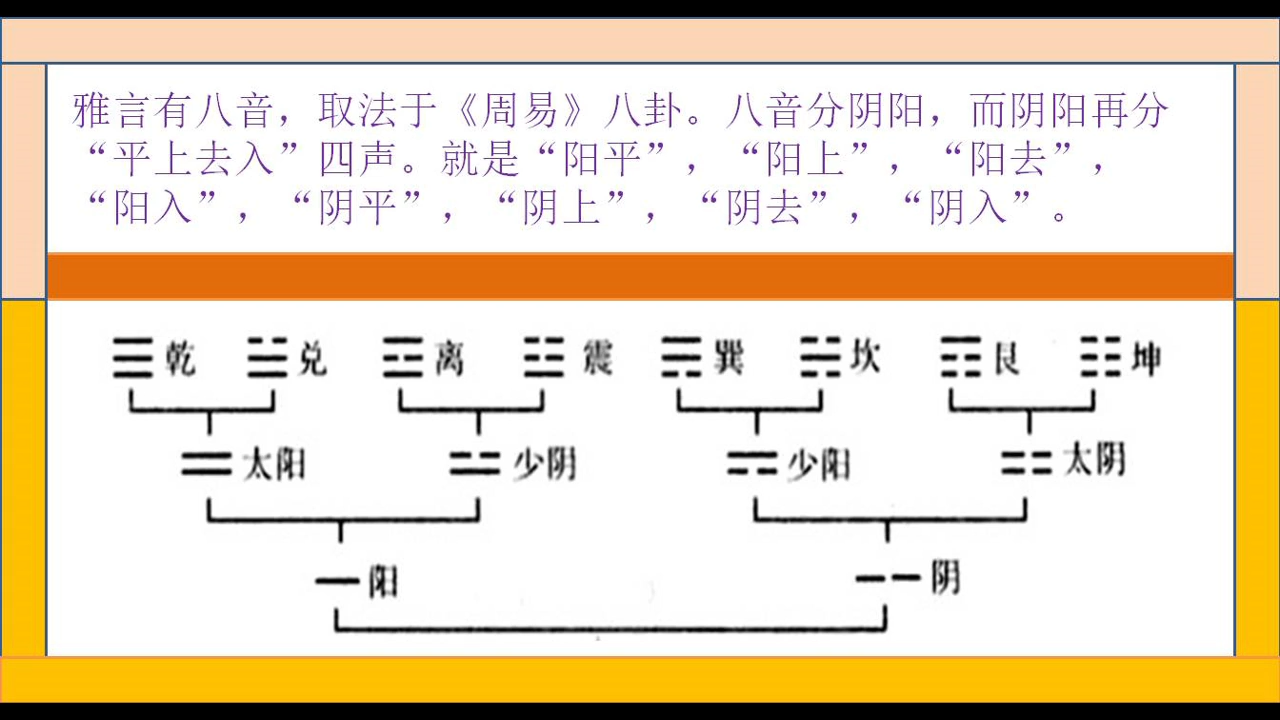 雅言有八音，取法于《周易》八卦。八音分阴阳，而阴阳再分
“平上去入”四声。就是“阳平”，“阳上”，“阳去”，
“阳入”，“阴平”，“阴上”，“阴去”，“阴入”。
乾 兑 离 震 巽 坎 艮 坤
太阳 少阴 少阳 太阴
阳 阴